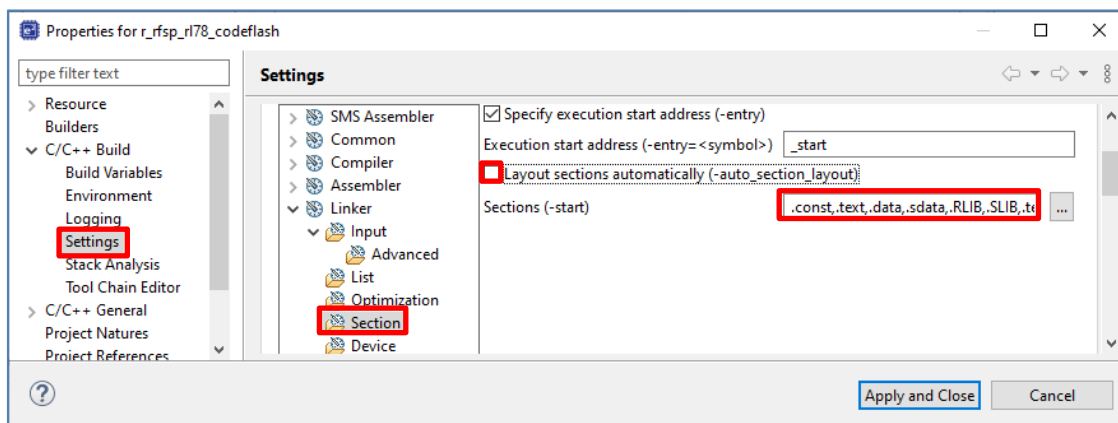 Properties for r_rfsp_rl78_codeflash
type filter text
Resource
Builders
C/C++ Build
Build Variables
Environment
Logging
Settings
Stack Analysis
Tool Chain Editor
C/C++ General
Project Natures
Project References
Settings
SMS Assembler
Common
Compiler
Assembler
Linker
Input
Advanced
List
Optimization
Section
Device
Specify execution start address (-entry)
Execution start address (-entry=<symbol>) _start
Layout sections automatically (-auto_section_layout)
Sections (-start) .const,.text,.data,.sdata,.RLIB,.SLIB,.te ...
? Apply and Close Cancel